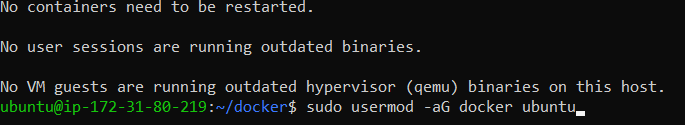 No containers need to be restarted.
No user sessions are running outdated binaries.
No VM guests are running outdated hypervisor (qemu) binaries on this host.
ubuntu@ip-172-31-80-219:~/docker$ sudo usermod -aG docker ubuntu